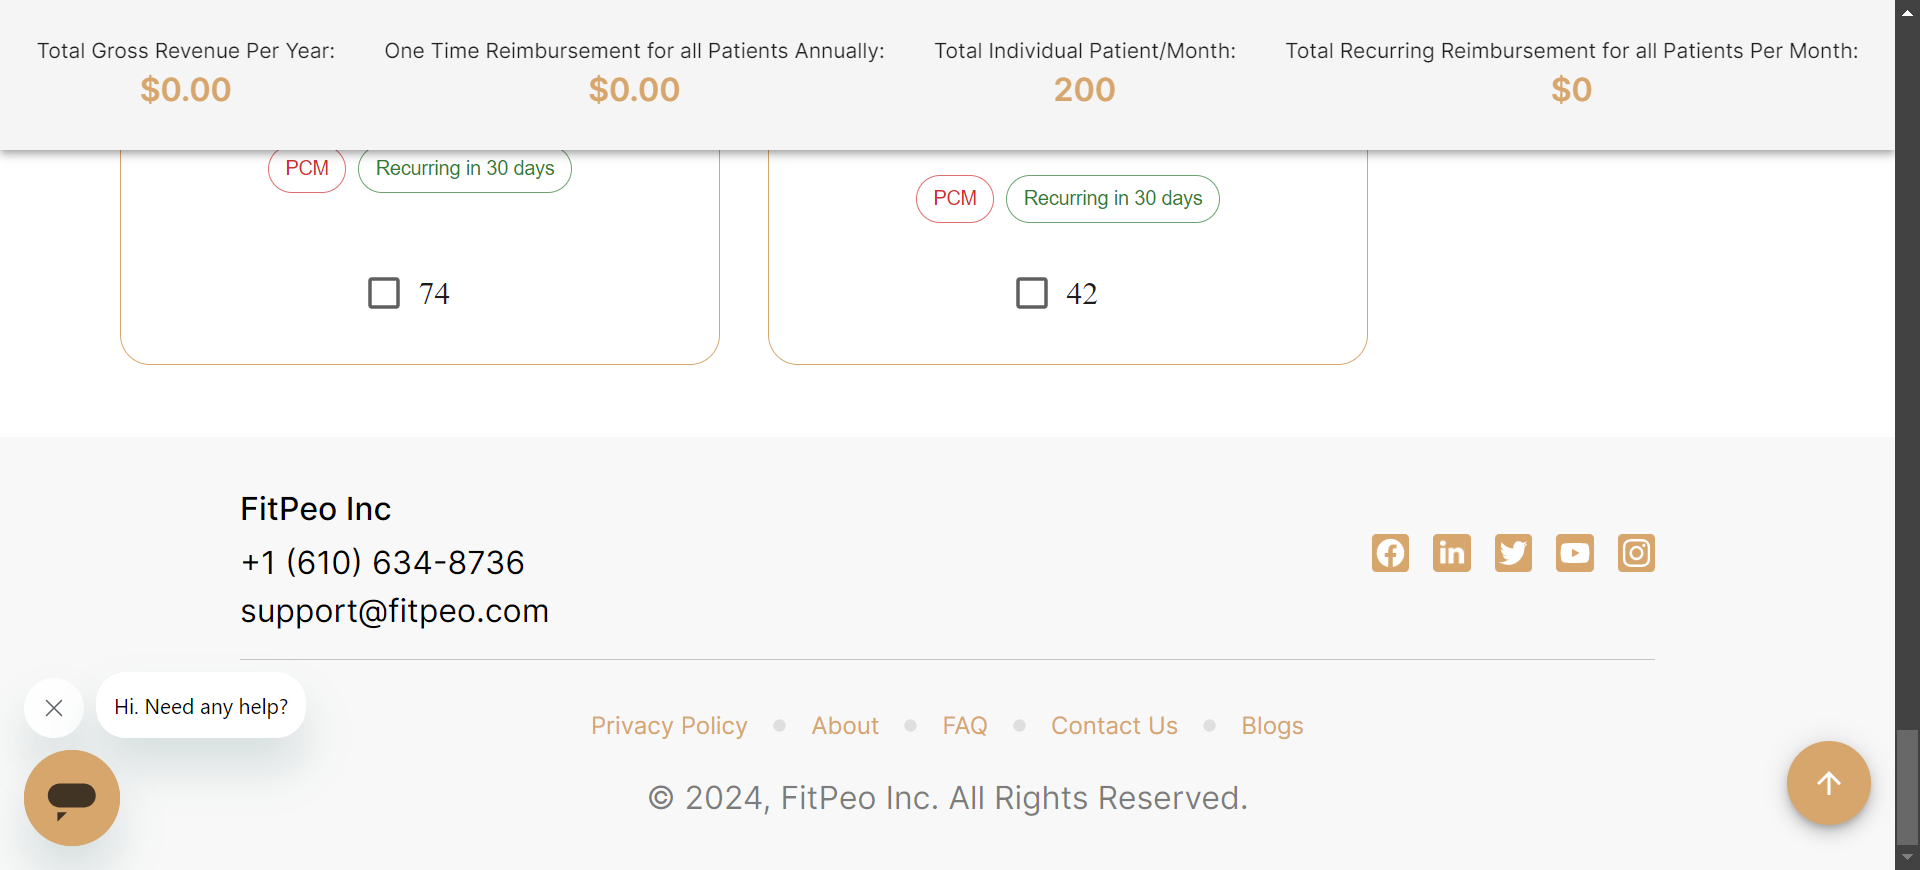 Total Gross Revenue Per Year:
$0.00
One Time Reimbursement for all Patients Annually:
$0.00
Total Individual Patient/Month:
200
Total Recurring Reimbursement for all Patients Per Month:
$0
PCM
Recurring in 30 days
74
PCM
Recurring in 30 days
42
FitPeo Inc
+1 (610) 634-8736
support@fitpeo.com
Hi. Need any help?
Privacy Policy
About
FAQ
Contact Us
Blogs
© 2024, FitPeo Inc. All Rights Reserved.